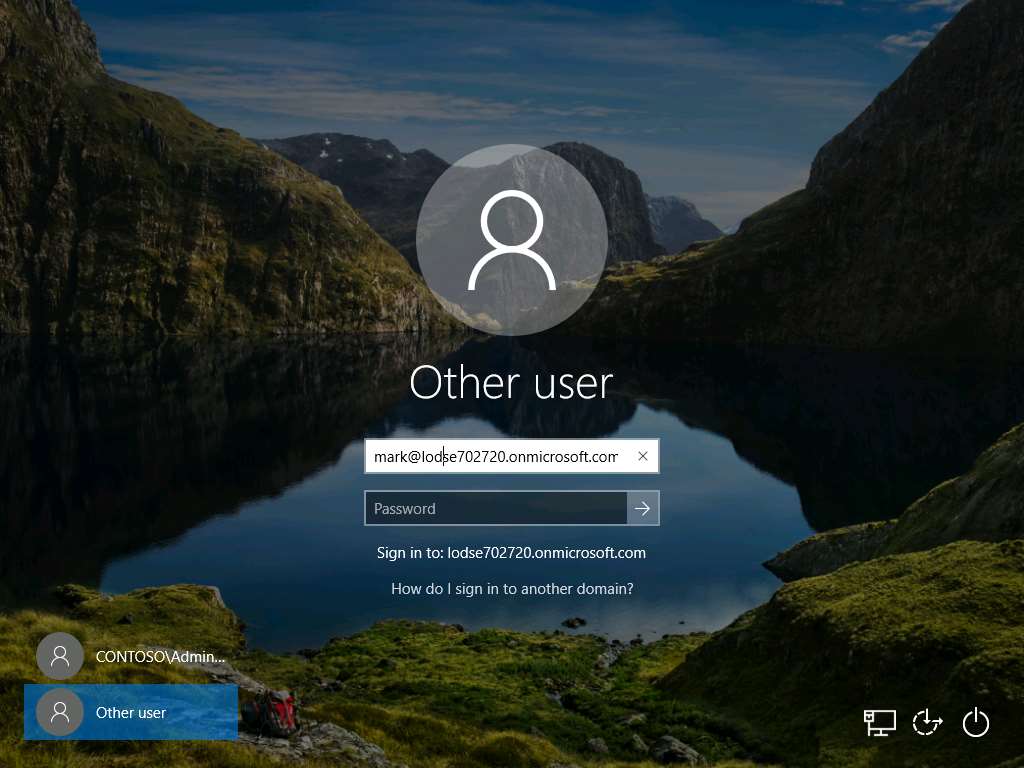 Other user
mark@lodse702720.onmicrosoft.com
Password
Sign in to: lodse702720.onmicrosoft.com
How do I sign in to another domain?
CONTOSO\Admin...
Other user